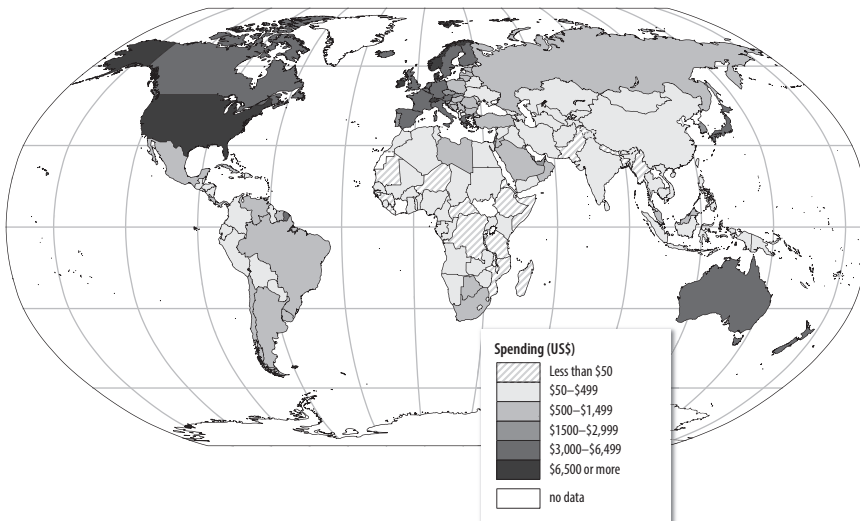 Spending (US$)
Less than $50
$50–$499
$500–$1,499
$1500–$2,999
$3,000–$6,499
$6,500 or more
no data